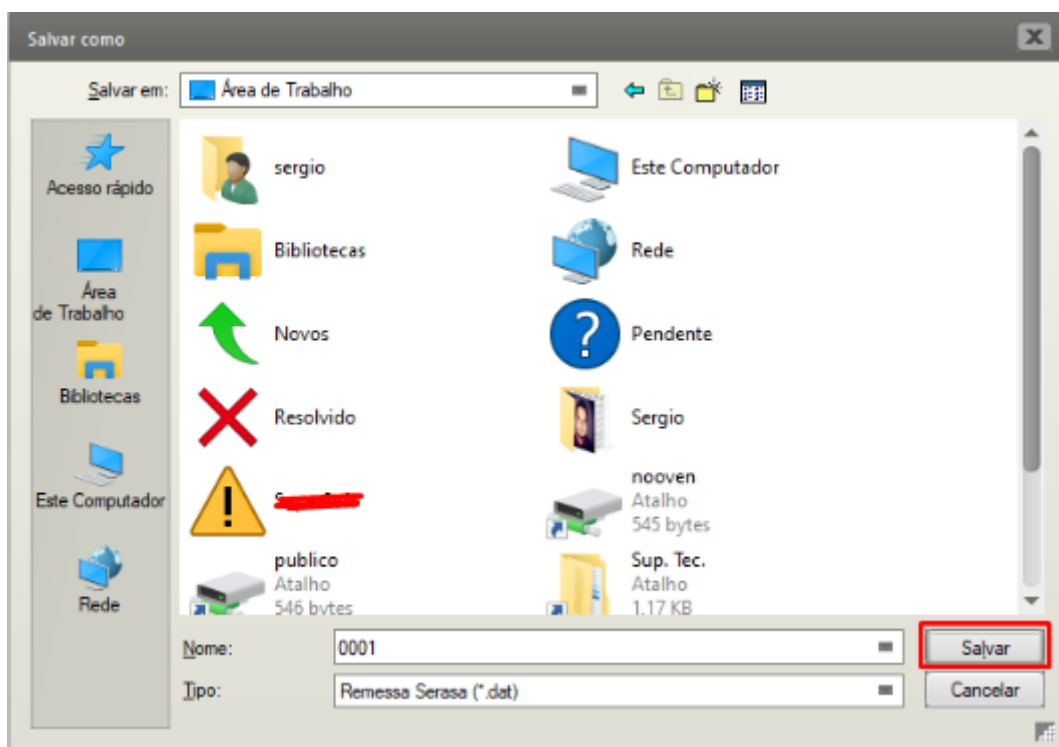 Salvar como
Salvar em:
Área de Trabalho
Acesso rápido
Área
de Trabalho
Bibliotecas
Este Computador
Rede
sergio
Este Computador
Bibliotecas
Rede
Novos
Pendente
Resolvido
Sergio
nooven
Atalho
545 bytes
publico
Atalho
546 bytes
Sup. Tec.
Atalho
1.17 KB
Nome:
0001
Salvar
Tipo:
Remessa Serasa (*.dat)
Cancelar